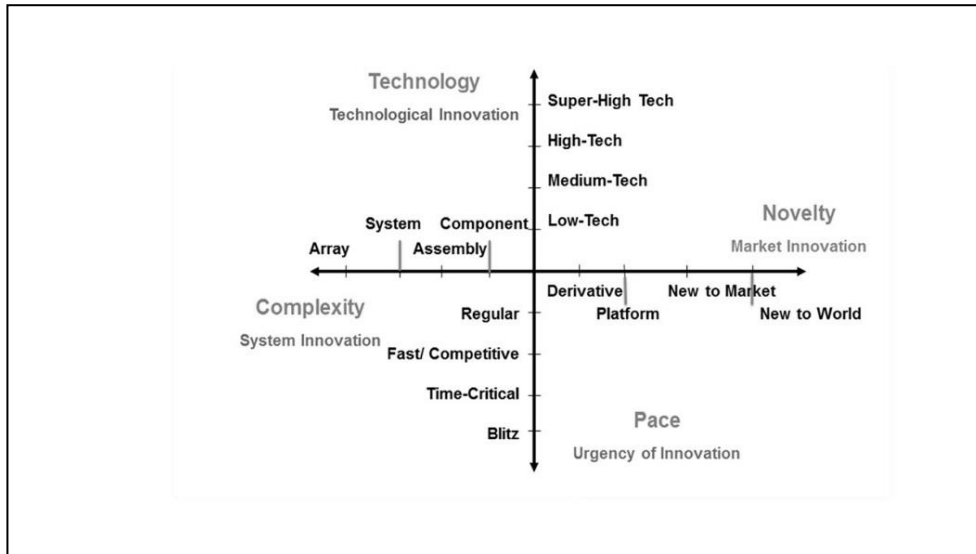 Technology
Technological Innovation
Super-High Tech
High-Tech
Medium-Tech
Low-Tech
Novelty
Market Innovation
System
Component
Array
Assembly
Derivative
New to Market
Platform
New to World
Complexity
System Innovation
Regular
Fast/ Competitive
Time-Critical
Blitz
Pace
Urgency of Innovation